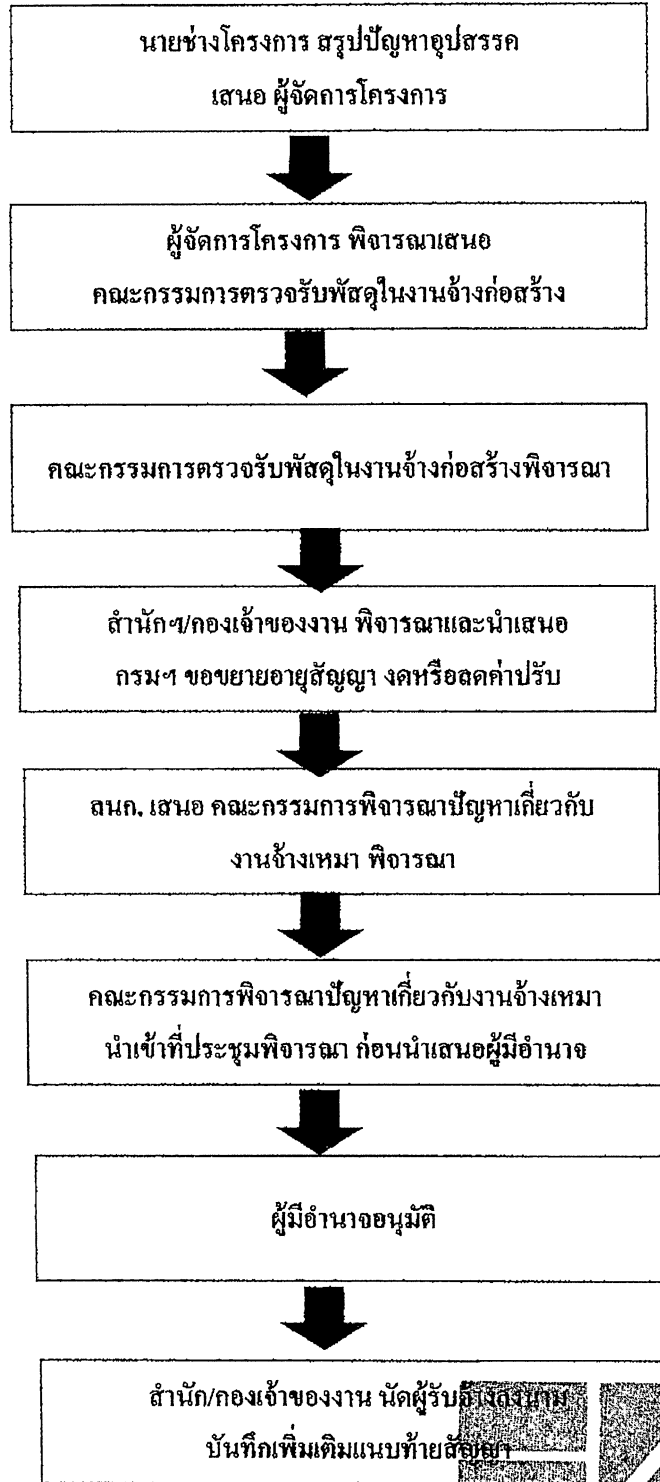 นายช่างโครงการ สรุปปัญหาอุปสรรค
เสนอ ผู้จัดการโครงการ
ผู้จัดการโครงการ พิจารณาเสนอ
คณะกรรมการตรวจรับพัสดุในงานจ้างก่อสร้าง
คณะกรรมการตรวจรับพัสดุในงานจ้างก่อสร้างพิจารณา
สำนักฯ/กองเจ้าของงาน พิจารณาและนำเสนอ
กรมฯ ขอขยายอายุสัญญา งดหรือลดค่าปรับ
ลนก. เสนอ คณะกรรมการพิจารณาปัญหาเกี่ยวกับ
งานจ้างเหมา พิจารณา
คณะกรรมการพิจารณาปัญหาเกี่ยวกับงานจ้างเหมา
นำเข้าที่ประชุมพิจารณา ก่อนนำเสนอผู้มีอำนาจ
ผู้มีอำนาจอนุมัติ
สำนัก/กองเจ้าของงาน นัดผู้รับจ้างลงนาม
บันทึกเพิ่มเติมแนบท้ายสัญญา